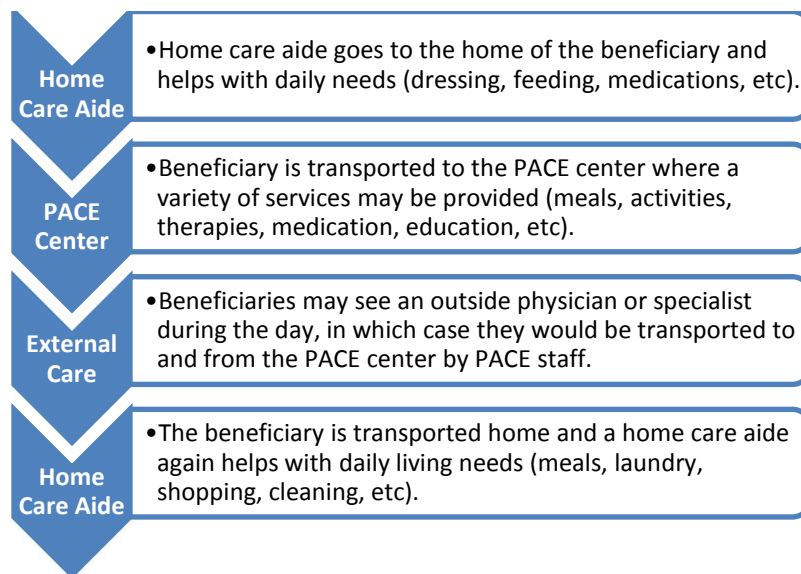 Home
Care Aide
•Home care aide goes to the home of the beneficiary and
helps with daily needs (dressing, feeding, medications, etc).
PACE
Center
•Beneficiary is transported to the PACE center where a
variety of services may be provided (meals, activities,
therapies, medication, education, etc).
External
Care
•Beneficiaries may see an outside physician or specialist
during the day, in which case they would be transported to
and from the PACE center by PACE staff.
Home
Care Aide
•The beneficiary is transported home and a home care aide
again helps with daily living needs (meals, laundry,
shopping, cleaning, etc).